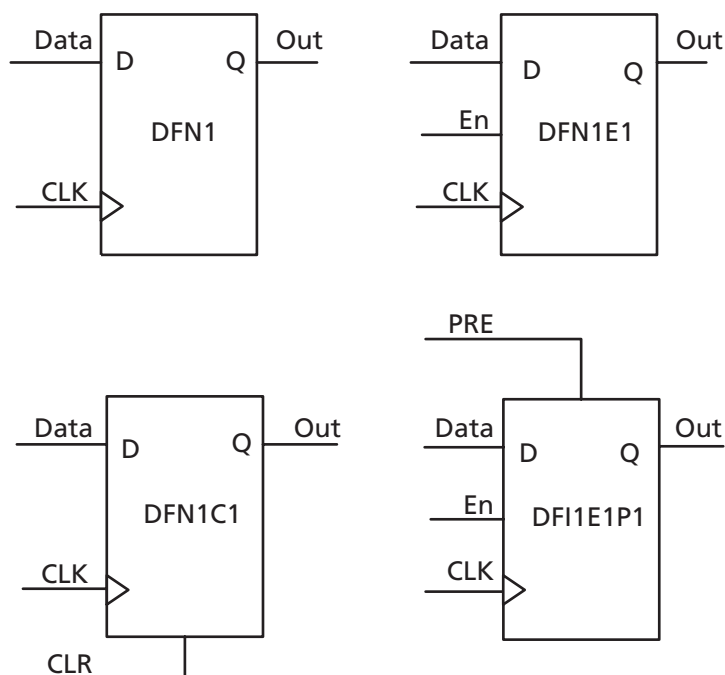 Data
Out
D
Q
DFN1
CLK
Data
Out
D
Q
En
DFN1E1
CLK
Data
Out
D
Q
DFN1C1
CLK
CLR
PRE
Data
Out
D
Q
En
DFI1E1P1
CLK